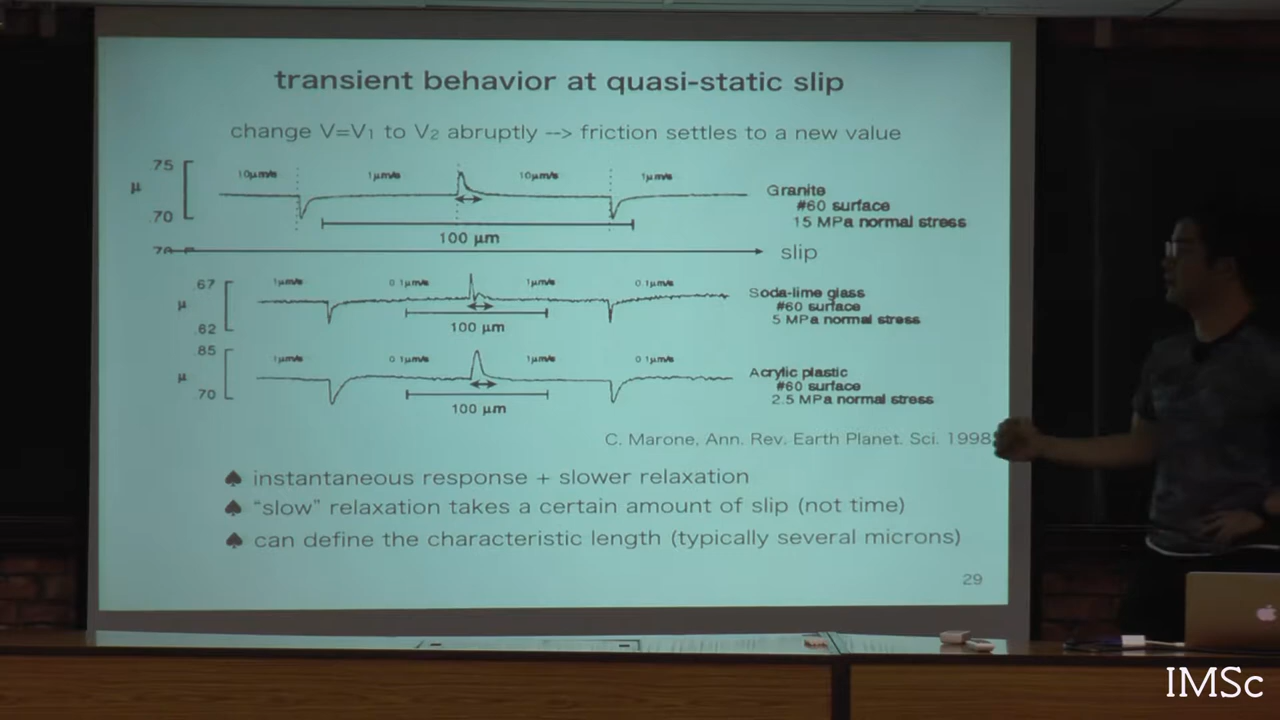 transient behavior at quasi-static slip
change V=V1 to V2 abruptly --> friction settles to a new value
.75
10μm/s 1μm/s 10μm/s 1μm/s
μ
Granite
#60 surface
.70
15 MPa normal stress
100 μm
slip
.67
1μm/s 0.1μm/s 1μm/s 0.1μm/s
Soda-lime glass
μ
#60 surface
5 MPa normal stress
.62
100 μm
.85
1μm/s 0.1μm/s 1μm/s 0.1μm/s
μ
Acrylic plastic
#60 surface
.70
2.5 MPa normal stress
100 μm
C. Marone, Ann. Rev. Earth Planet. Sci. 1998
♠ instantaneous response + slower relaxation
♠ “slow” relaxation takes a certain amount of slip (not time)
♠ can define the characteristic length (typically several microns)
29
IMSc